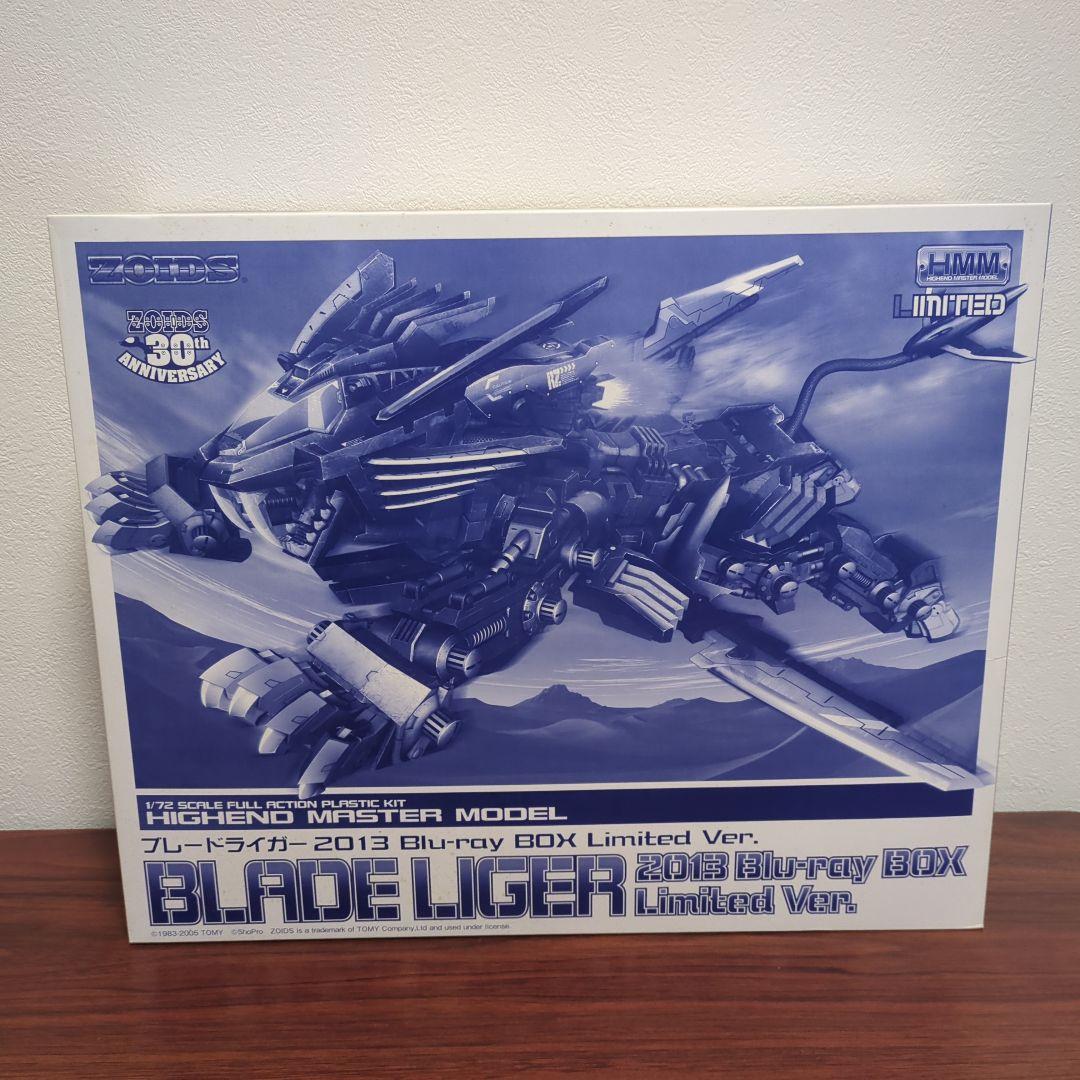 ZOIDS®
ZOIDS
30th
ANNIVERSARY
HMM
HIGHEND MASTER MODEL
LIMITED
RZ
1/72 SCALE FULL ACTION PLASTIC KIT
HIGHEND MASTER MODEL
ブレードライガー 2013 Blu-ray BOX Limited Ver.
BLADE LIGER 2013 Blu-ray BOX
Limited Ver.
©1983-2005 TOMY ©ShoPro ZOIDS is a trademark of TOMY Company,Ltd and used under license.